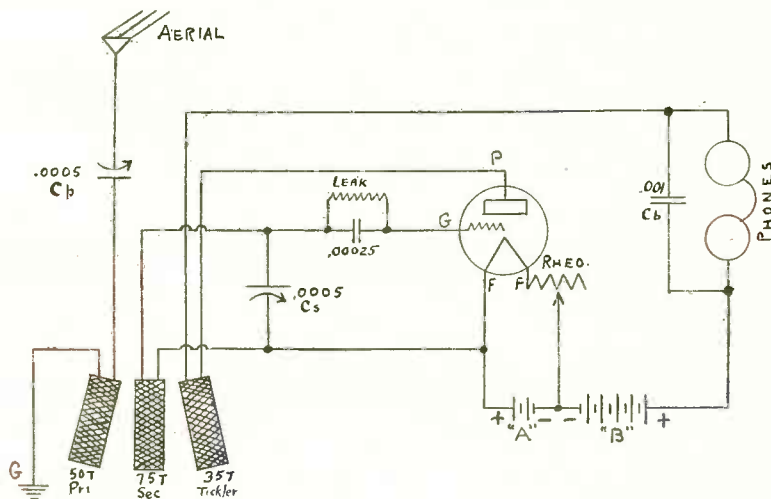 AERIAL
.0005
Cp
LEAK
.00025
P
G
F
F
RHEO.
.001
Cb
PHONES
.0005
Cs
+ "A" -
- "B" +
G
50T
Pri
75T
Sec
35T
Tickler